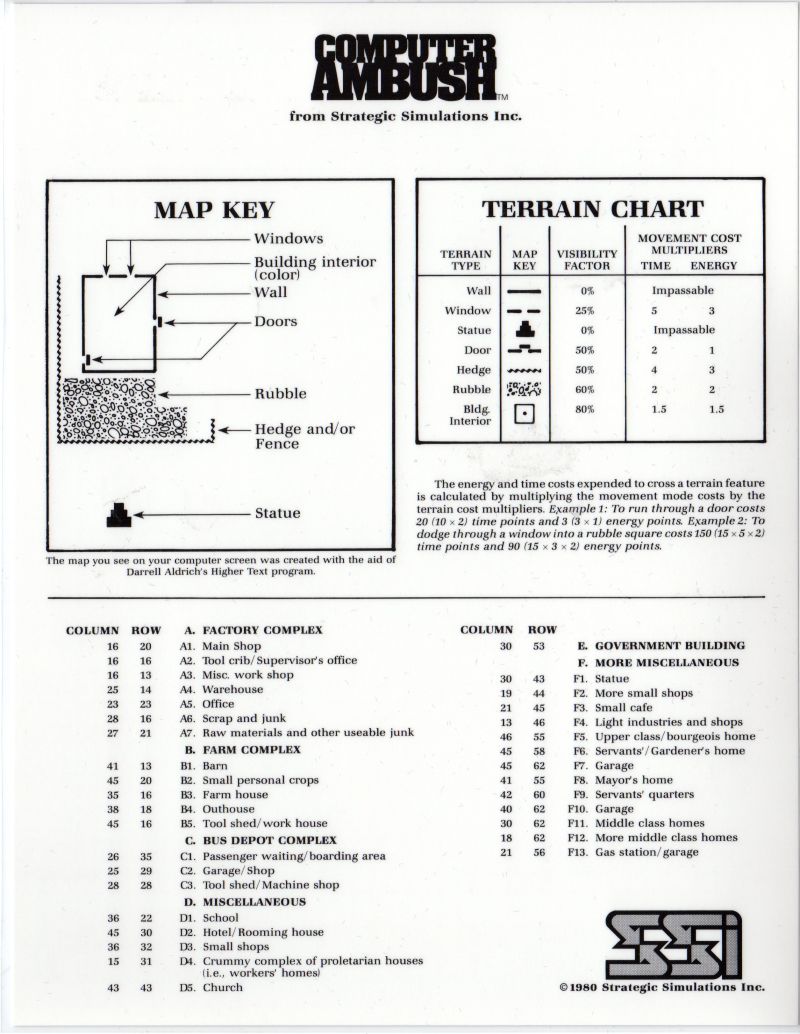 COMPUTER
AMBUSH™
from Strategic Simulations Inc.
MAP KEY
Windows
Building interior
(color)
Wall
Doors
Rubble
Hedge and/or
Fence
Statue
The map you see on your computer screen was created with the aid of
Darrell Aldrich's Higher Text program.
TERRAIN CHART
TERRAIN TYPE MAP KEY VISIBILITY FACTOR MOVEMENT COST MULTIPLIERS TIME ENERGY
Wall 0% Impassable
Window 25% 5 3
Statue 0% Impassable
Door 50% 2 1
Hedge 50% 4 3
Rubble 60% 2 2
Bldg. Interior 80% 1.5 1.5
The energy and time costs expended to cross a terrain feature
is calculated by multiplying the movement mode costs by the
terrain cost multipliers. Example 1: To run through a door costs
20 (10 × 2) time points and 3 (3 × 1) energy points. Example 2: To
dodge through a window into a rubble square costs 150 (15 × 5 × 2)
time points and 90 (15 × 3 × 2) energy points.
COLUMN ROW A. FACTORY COMPLEX
16 20 A1. Main Shop
16 16 A2. Tool crib/Supervisor's office
16 13 A3. Misc. work shop
25 14 A4. Warehouse
23 23 A5. Office
28 16 A6. Scrap and junk
27 21 A7. Raw materials and other useable junk
B. FARM COMPLEX
41 13 B1. Barn
45 20 B2. Small personal crops
35 16 B3. Farm house
38 18 B4. Outhouse
45 16 B5. Tool shed/work house
C. BUS DEPOT COMPLEX
26 35 C1. Passenger waiting/boarding area
25 29 C2. Garage/Shop
28 28 C3. Tool shed/Machine shop
D. MISCELLANEOUS
36 22 D1. School
45 30 D2. Hotel/Rooming house
36 32 D3. Small shops
15 31 D4. Crummy complex of proletarian houses
(i.e., workers' homes)
43 43 D5. Church
COLUMN ROW
30 53 E. GOVERNMENT BUILDING
F. MORE MISCELLANEOUS
30 43 F1. Statue
19 44 F2. More small shops
21 45 F3. Small cafe
13 46 F4. Light industries and shops
46 55 F5. Upper class/bourgeois home
45 58 F6. Servants'/Gardener's home
45 62 F7. Garage
41 55 F8. Mayor's home
42 60 F9. Servants' quarters
40 62 F10. Garage
30 62 F11. Middle class homes
18 62 F12. More middle class homes
21 56 F13. Gas station/garage
SSI
©1980 Strategic Simulations Inc.